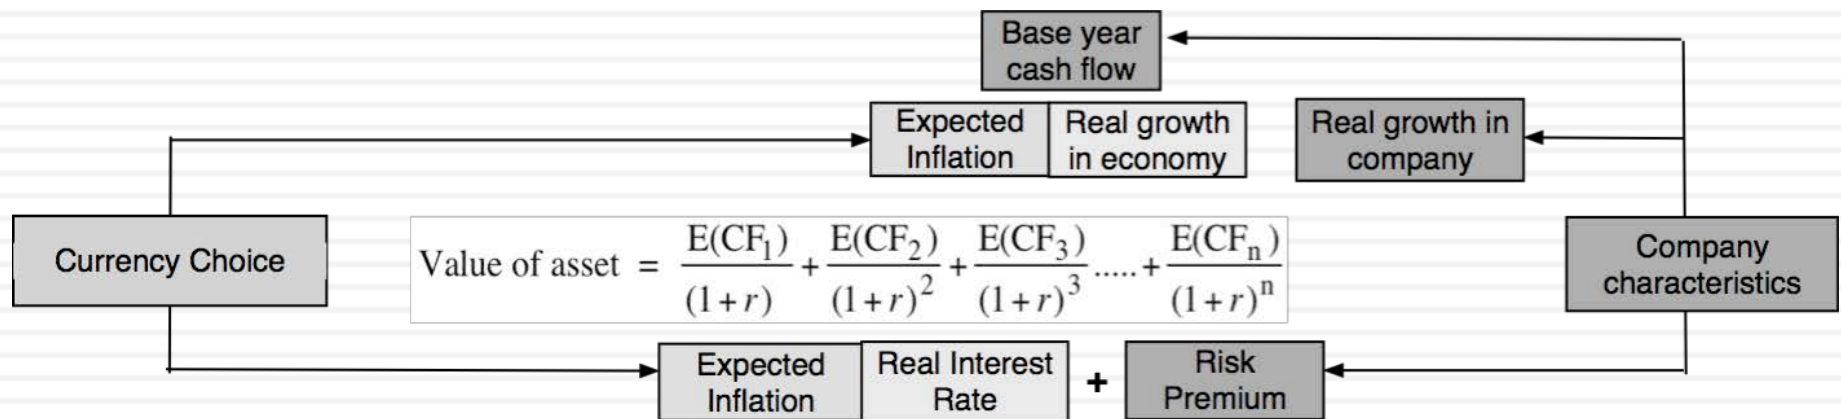 Base year
cash flow
Expected
Inflation
Real growth
in economy
Real growth in
company
Currency Choice
Value of asset = E(CF₁)/(1+r) + E(CF₂)/(1+r)² + E(CF₃)/(1+r)³ ..... + E(CFₙ)/(1+r)ⁿ
Company
characteristics
Expected
Inflation
Real Interest
Rate
+
Risk
Premium